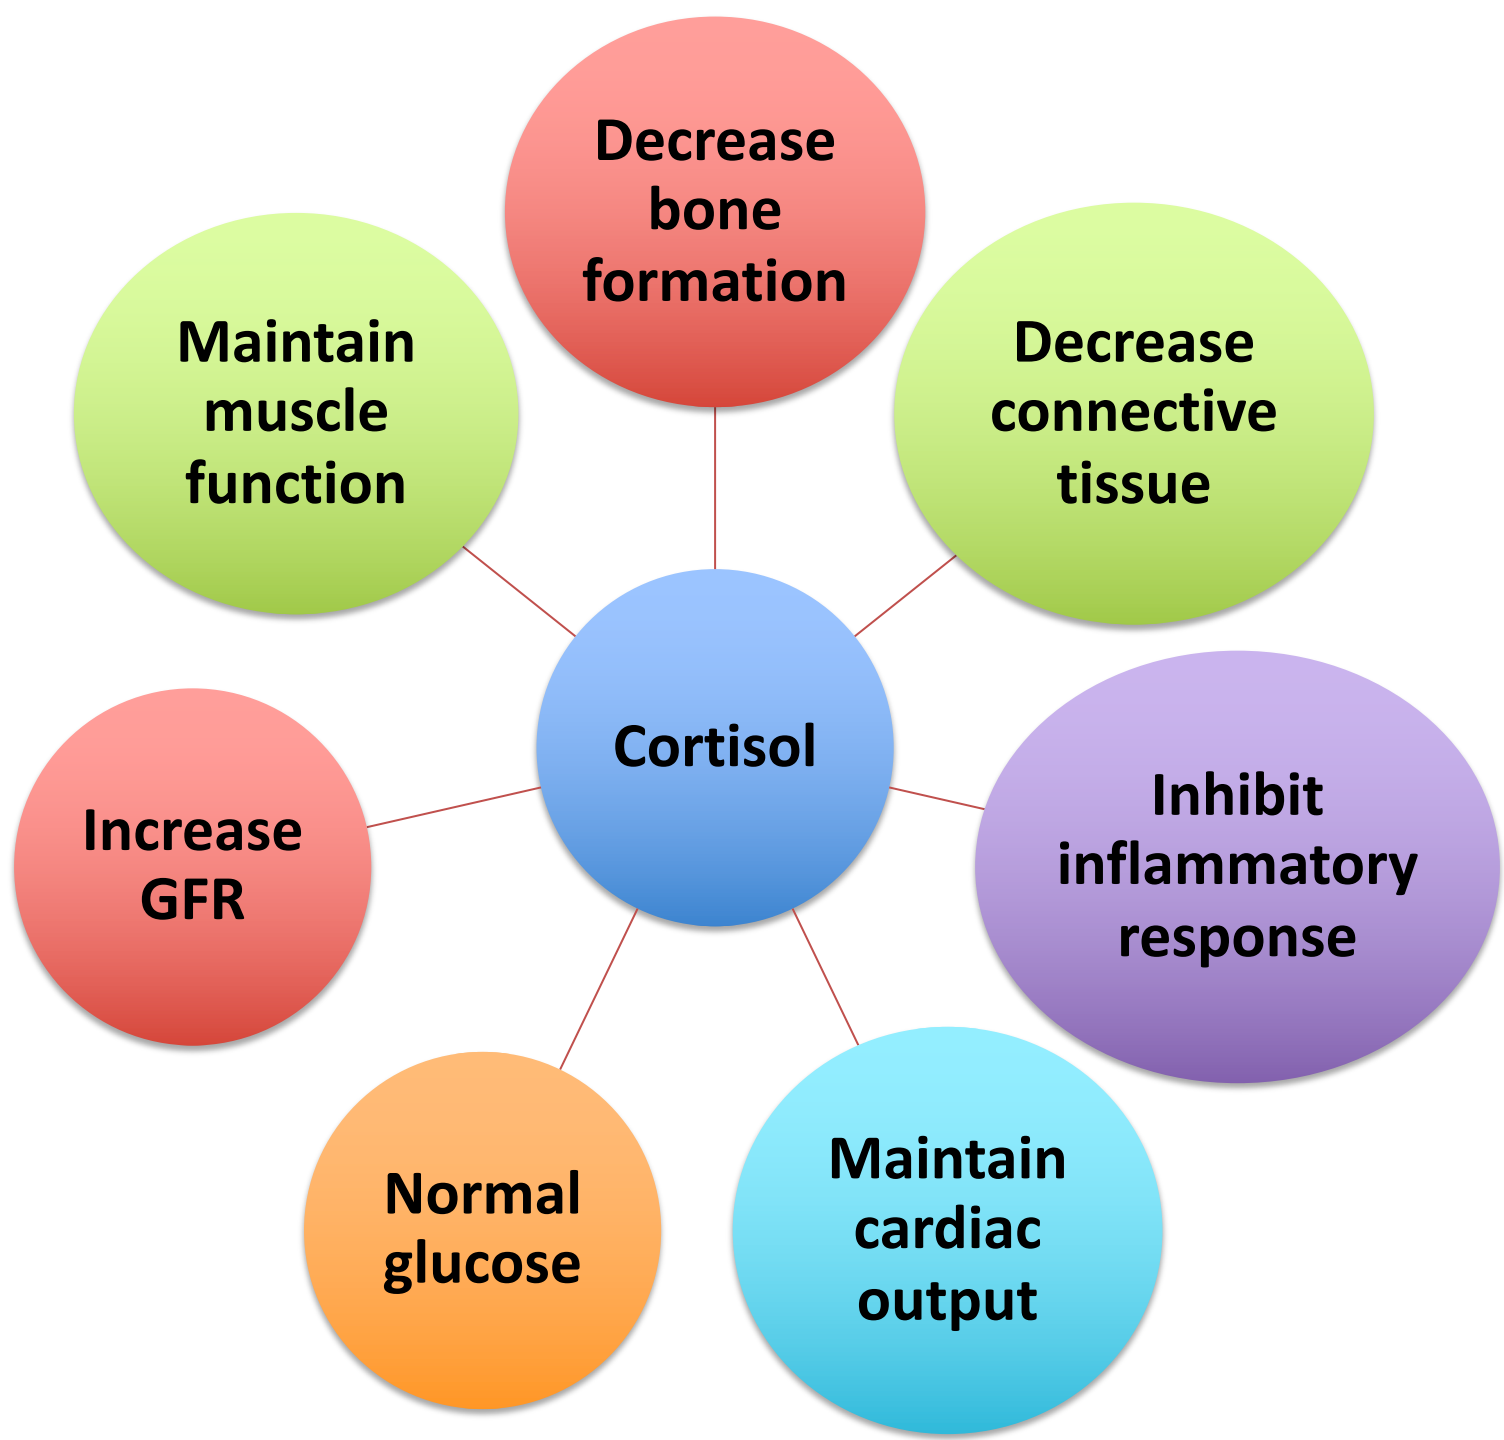 Decrease
bone
formation
Decrease
connective
tissue
Inhibit
inflammatory
response
Maintain
cardiac
output
Normal
glucose
Increase
GFR
Maintain
muscle
function
Cortisol